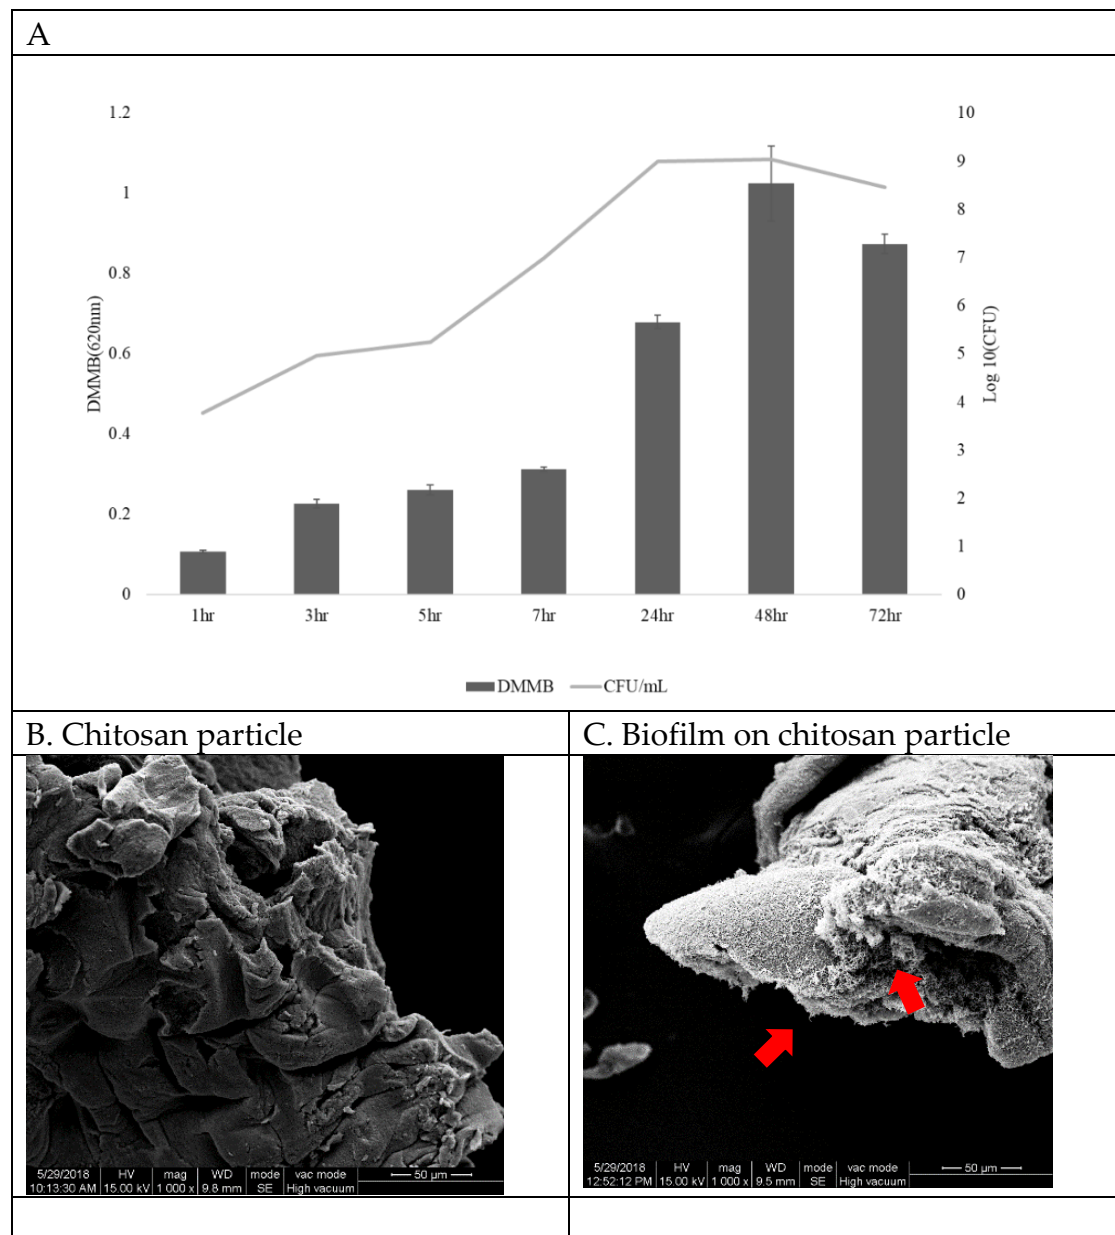 A
1.2
1
0.8
0.6
0.4
0.2
0
DMMB(620nm)
10
9
8
7
6
5
4
3
2
1
0
Log 10(CFU)
1hr 3hr 5hr 7hr 24hr 48hr 72hr
DMMB CFU/mL
B. Chitosan particle
C. Biofilm on chitosan particle
5/29/2018 HV mag WD mode vac mode 50 µm
10:13:30 AM 15.00 kV 1 000 x 9.8 mm SE High vacuum
5/29/2018 HV mag WD mode vac mode 50 µm
12:52:12 PM 15.00 kV 1 000 x 9.5 mm SE High vacuum